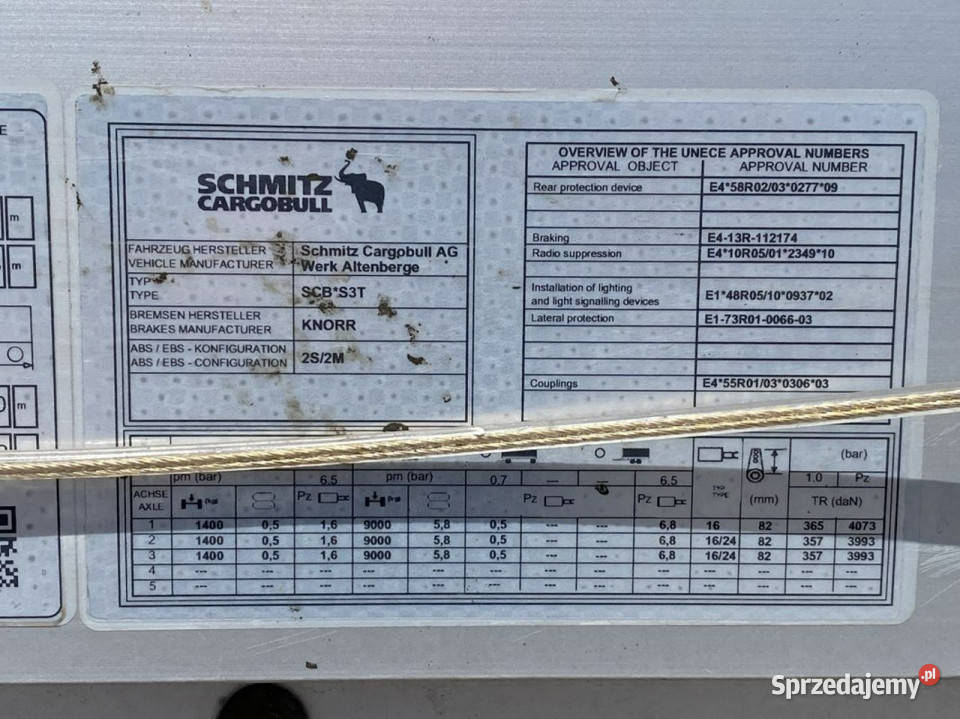 E
m
m
m
SCHMITZ
CARGOBULL
FAHRZEUG HERSTELLER
VEHICLE MANUFACTURER
Schmitz Cargobull AG
Werk Altenberge
TYP
TYPE
SCB*S3T
BREMSEN HERSTELLER
BRAKES MANUFACTURER
KNORR
ABS / EBS - KONFIGURATION
ABS / EBS - CONFIGURATION
2S/2M
OVERVIEW OF THE UNECE APPROVAL NUMBERS
APPROVAL OBJECT APPROVAL NUMBER
Rear protection device E4*58R02/03*0277*09
Braking E4-13R-112174
Radio suppression E4*10R05/01*2349*10
Installation of lighting
and light signalling devices E1*48R05/10*0937*02
Lateral protection E1-73R01-0066-03
Couplings E4*55R01/03*0306*03
(bar)
pm (bar) 6.5 pm (bar) 0.7 --- --- 6.5 1.0 Pz
ACHSE
AXLE
Pz Pz Pz TYP
TYPE
(mm) TR (daN)
1 1400 0,5 1,6 9000 5,8 0,5 --- --- 6,8 16 82 365 4073
2 1400 0,5 1,6 9000 5,8 0,5 --- --- 6,8 16/24 82 357 3993
3 1400 0,5 1,6 9000 5,8 0,5 --- --- 6,8 16/24 82 357 3993
4 --- --- --- --- --- --- --- --- --- --- --- --- ---
5 --- --- --- --- --- --- --- --- --- --- --- --- ---
Sprzedajemy.pl